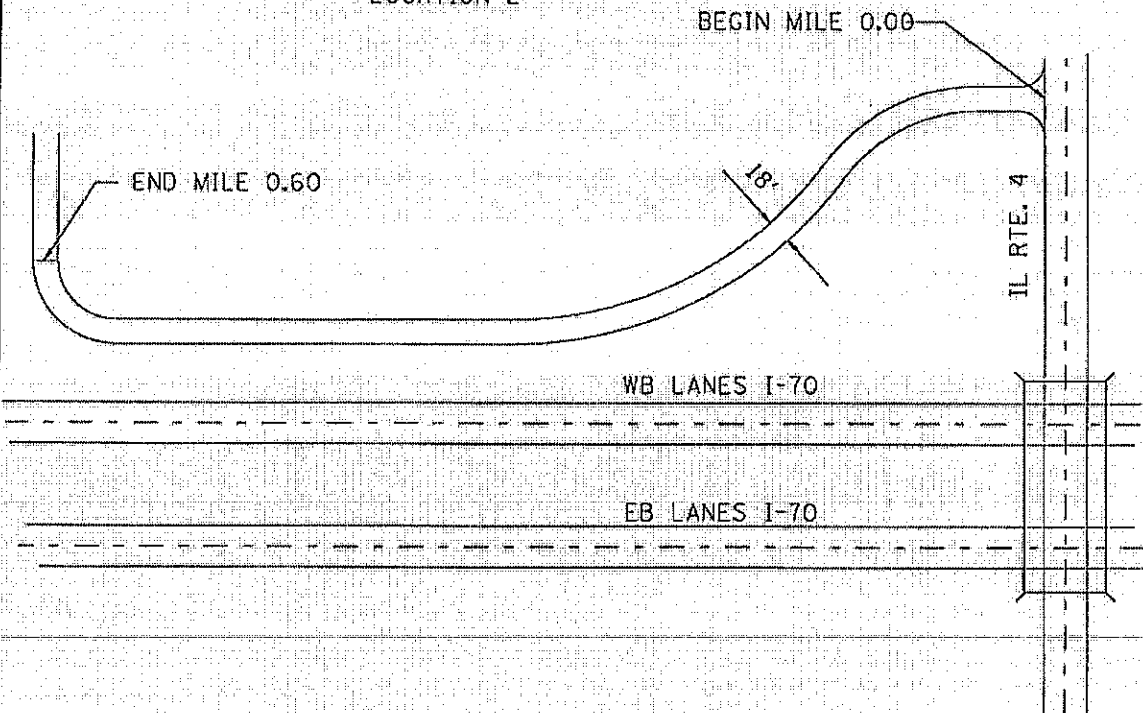 BEGIN MILE 0.00
END MILE 0.60
18'
IL RTE. 4
WB LANES I-70
EB LANES I-70